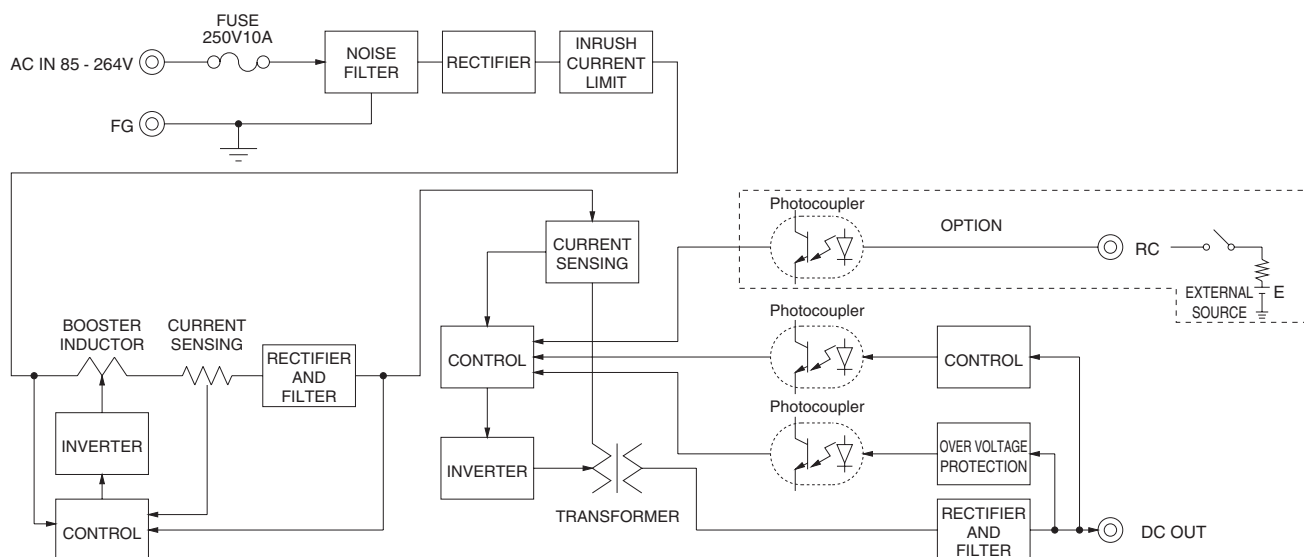 FUSE
250V10A
AC IN 85 - 264V
NOISE
FILTER
RECTIFIER
INRUSH
CURRENT
LIMIT
FG
Photocoupler
OPTION
RC
EXTERNAL
SOURCE
E
CURRENT
SENSING
BOOSTER
INDUCTOR
CURRENT
SENSING
RECTIFIER
AND
FILTER
CONTROL
Photocoupler
CONTROL
INVERTER
INVERTER
Photocoupler
OVER VOLTAGE
PROTECTION
CONTROL
TRANSFORMER
RECTIFIER
AND
FILTER
DC OUT